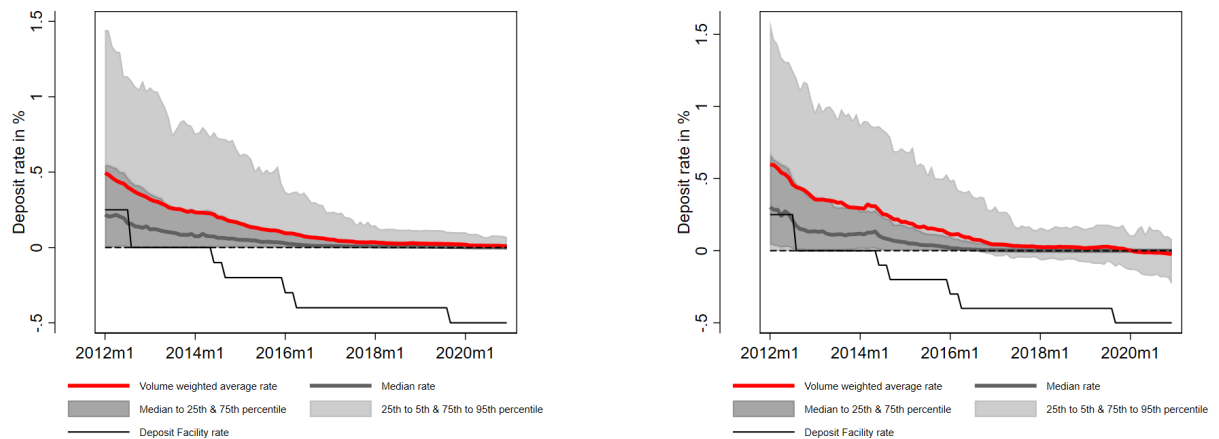 1.5
1
.5
0
-.5
Deposit rate in %
2012m1 2014m1 2016m1 2018m1 2020m1
Volume weighted average rate Median rate
Median to 25th & 75th percentile 25th to 5th & 75th to 95th percentile
Deposit Facility rate
1.5
1
.5
0
-.5
Deposit rate in %
2012m1 2014m1 2016m1 2018m1 2020m1
Volume weighted average rate Median rate
Median to 25th & 75th percentile 25th to 5th & 75th to 95th percentile
Deposit Facility rate